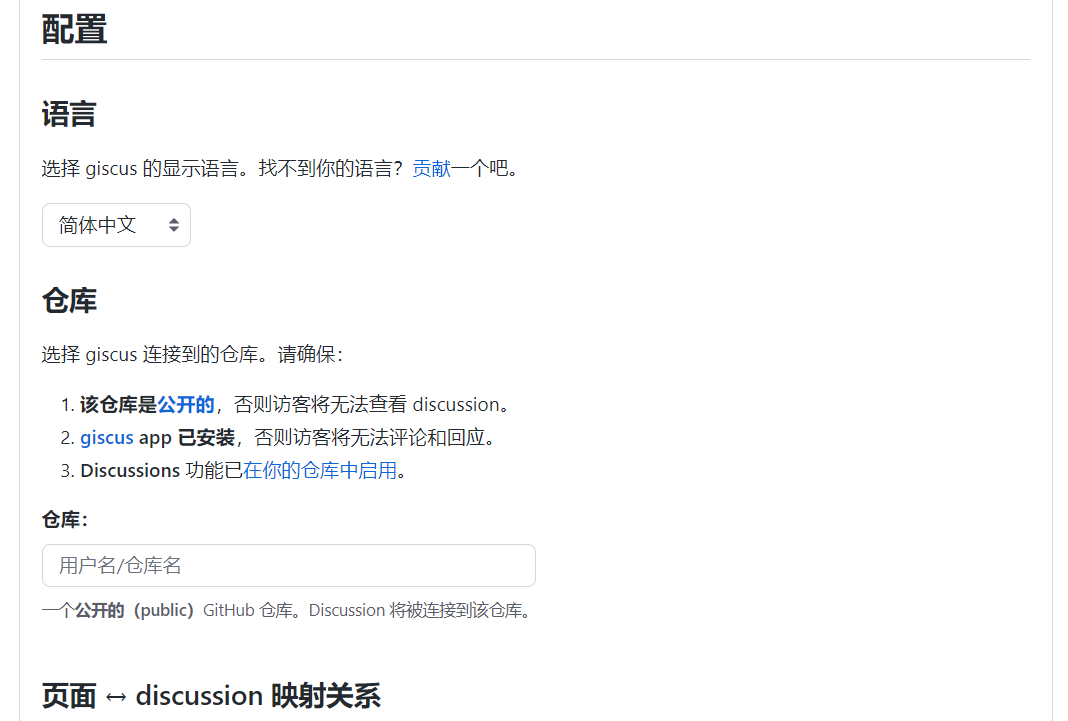 配置
语言
选择 giscus 的显示语言。找不到你的语言？贡献一个吧。
简体中文
仓库
选择 giscus 连接到的仓库。请确保：
1. 该仓库是公开的，否则访客将无法查看 discussion。
2. giscus app 已安装，否则访客将无法评论和回应。
3. Discussions 功能已在你的仓库中启用。
仓库：
用户名/仓库名
一个公开的（public）GitHub 仓库。Discussion 将被连接到该仓库。
页面 ↔ discussion 映射关系